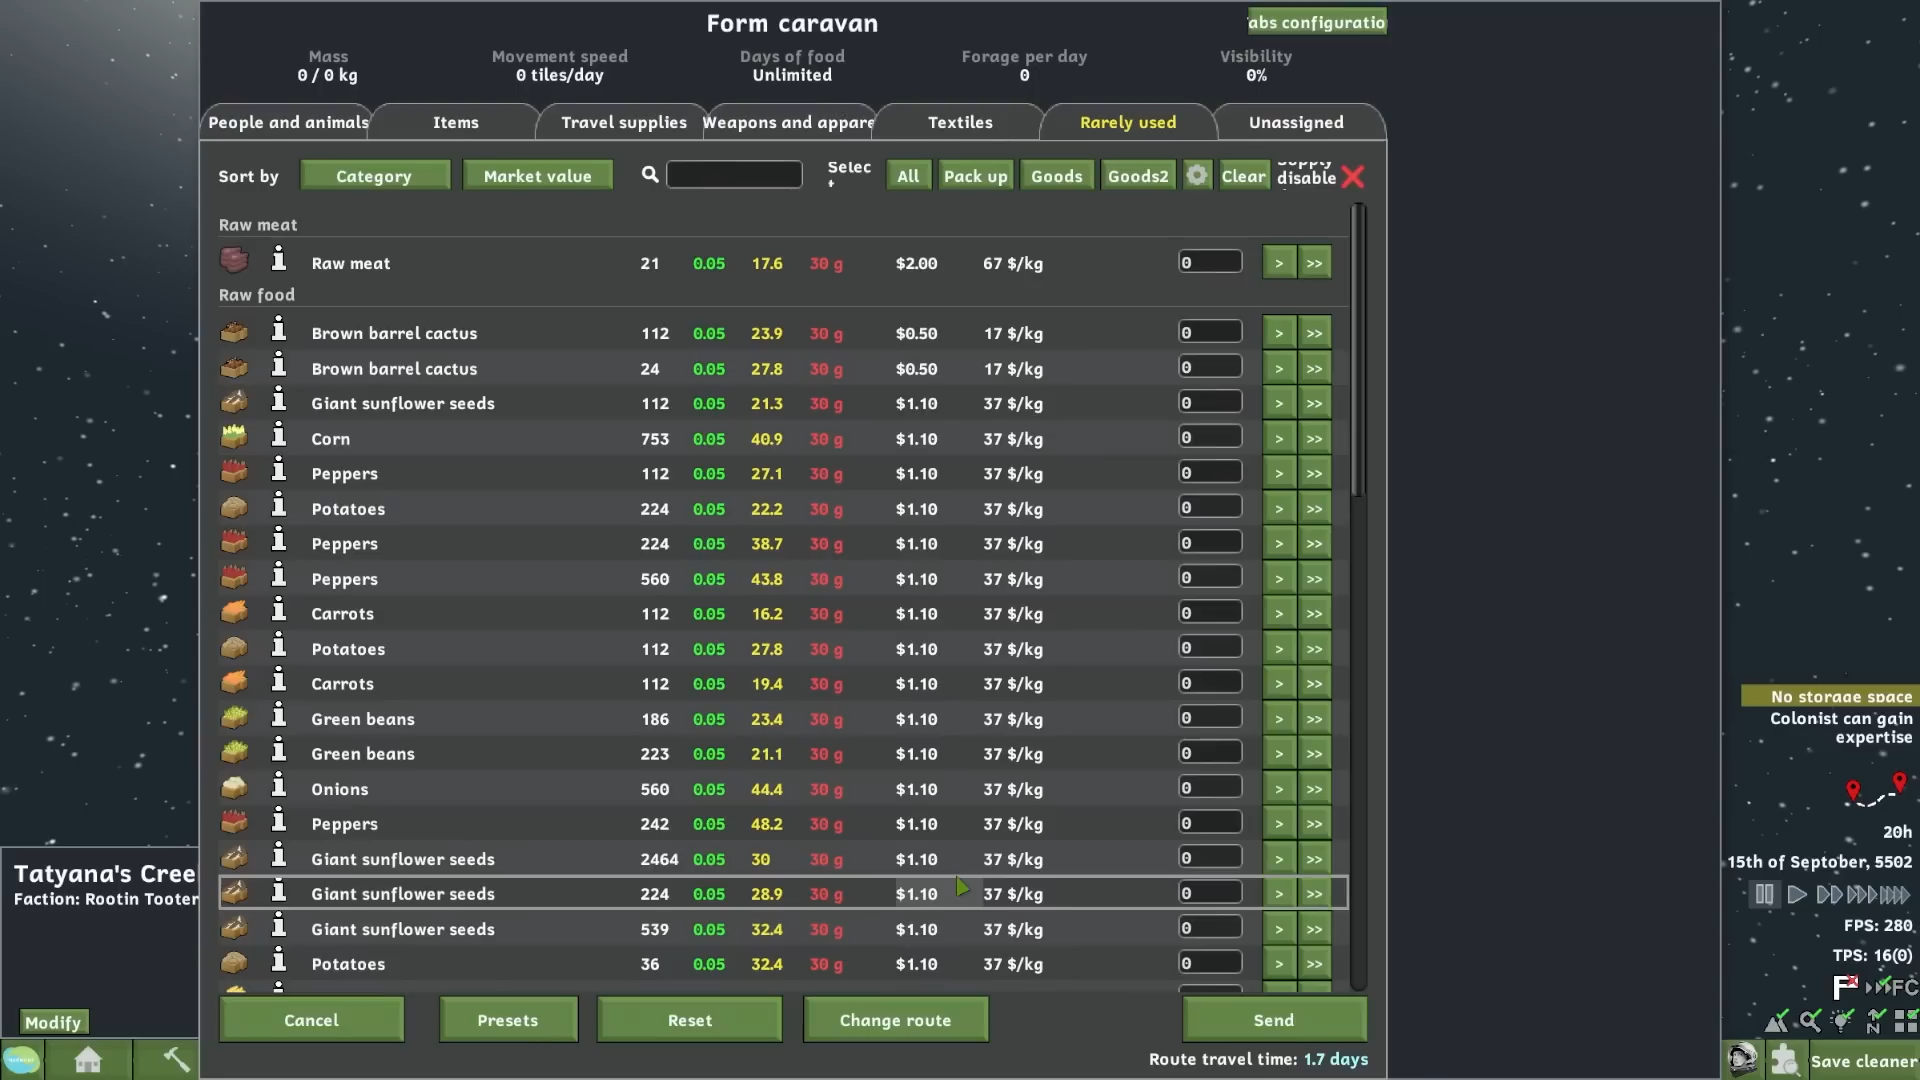 Form caravan
abs configuratio
Mass
0 / 0 kg
Movement speed
0 tiles/day
Days of food
Unlimited
Forage per day
0
Visibility
0%
People and animals
Items
Travel supplies
Weapons and appare
Textiles
Rarely used
Unassigned
Sort by
Category
Market value
Selec
t
All
Pack up
Goods
Goods2
Clear
Supply
disable
Raw meat
Raw meat 21 0.05 17.6 30 g $2.00 67 $/kg 0 > >>
Raw food
Brown barrel cactus 112 0.05 23.9 30 g $0.50 17 $/kg 0 > >>
Brown barrel cactus 24 0.05 27.8 30 g $0.50 17 $/kg 0 > >>
Giant sunflower seeds 112 0.05 21.3 30 g $1.10 37 $/kg 0 > >>
Corn 753 0.05 40.9 30 g $1.10 37 $/kg 0 > >>
Peppers 112 0.05 27.1 30 g $1.10 37 $/kg 0 > >>
Potatoes 224 0.05 22.2 30 g $1.10 37 $/kg 0 > >>
Peppers 224 0.05 38.7 30 g $1.10 37 $/kg 0 > >>
Peppers 560 0.05 43.8 30 g $1.10 37 $/kg 0 > >>
Carrots 112 0.05 16.2 30 g $1.10 37 $/kg 0 > >>
Potatoes 112 0.05 27.8 30 g $1.10 37 $/kg 0 > >>
Carrots 112 0.05 19.4 30 g $1.10 37 $/kg 0 > >>
Green beans 186 0.05 23.4 30 g $1.10 37 $/kg 0 > >>
Green beans 223 0.05 21.1 30 g $1.10 37 $/kg 0 > >>
Onions 560 0.05 44.4 30 g $1.10 37 $/kg 0 > >>
Peppers 242 0.05 48.2 30 g $1.10 37 $/kg 0 > >>
Giant sunflower seeds 2464 0.05 30 30 g $1.10 37 $/kg 0 > >>
Giant sunflower seeds 224 0.05 28.9 30 g $1.10 37 $/kg 0 > >>
Giant sunflower seeds 539 0.05 32.4 30 g $1.10 37 $/kg 0 > >>
Potatoes 36 0.05 32.4 30 g $1.10 37 $/kg 0 > >>
Cancel
Presets
Reset
Change route
Send
Route travel time: 1.7 days
Tatyana's Cree
Faction: Rootin Tooter
Modify
No storage space
Colonist can gain
expertise
20h
15th of Septober, 5502
FPS: 280
TPS: 16(0)
F
FC
N
Save cleaner